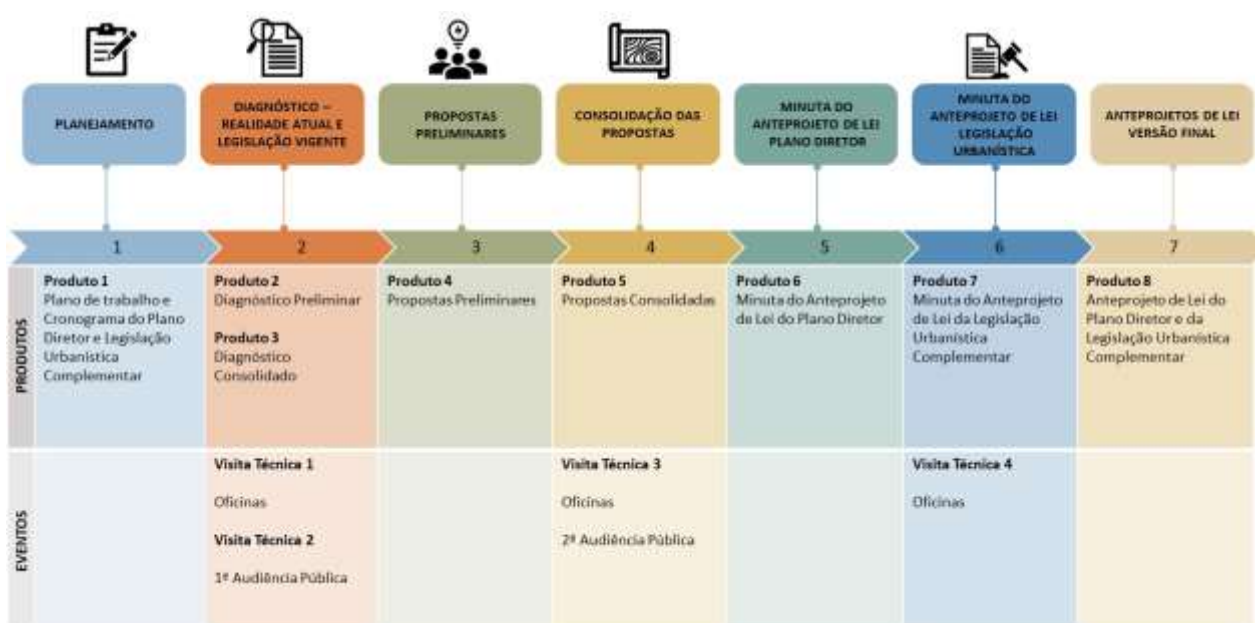 PLANEJAMENTO
DIAGNÓSTICO –
REALIDADE ATUAL E
LEGISLAÇÃO VIGENTE
PROPOSTAS
PRELIMINARES
CONSOLIDAÇÃO DAS
PROPOSTAS
MINUTA DO
ANTEPROJETO DE LEI
PLANO DIRETOR
MINUTA DO
ANTEPROJETO DE LEI
LEGISLAÇÃO
URBANÍSTICA
ANTEPROJETOS DE LEI
VERSÃO FINAL
1
2
3
4
5
6
7
PRODUTOS
Produto 1
Plano de trabalho e
Cronograma do Plano
Diretor e Legislação
Urbanística
Complementar
Produto 2
Diagnóstico Preliminar
Produto 3
Diagnóstico
Consolidado
Produto 4
Propostas Preliminares
Produto 5
Propostas Consolidadas
Produto 6
Minuta do Anteprojeto
de Lei do Plano Diretor
Produto 7
Minuta do Anteprojeto
de Lei da Legislação
Urbanística
Complementar
Produto 8
Anteprojeto de Lei do
Plano Diretor e da
Legislação Urbanística
Complementar
EVENTOS
Visita Técnica 1
Oficinas
Visita Técnica 2
1ª Audiência Pública
Visita Técnica 3
Oficinas
2ª Audiência Pública
Visita Técnica 4
Oficinas